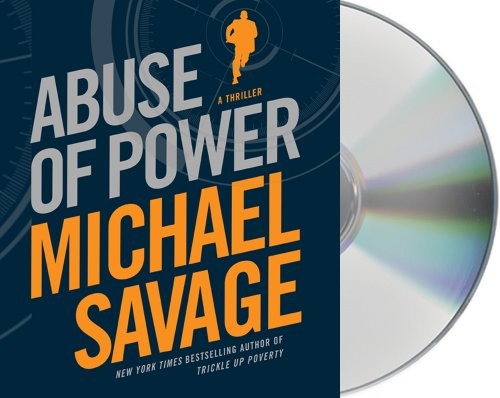 ABUSE
A THRILLER
OF POWER
MICHAEL
SAVAGE
NEW YORK TIMES BESTSELLING AUTHOR OF
TRICKLE UP POVERTY